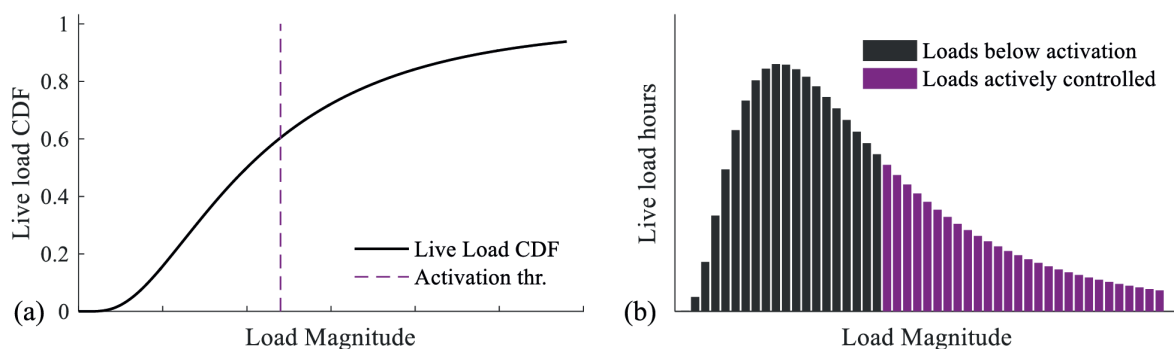 1
0.8
0.6
0.4
0.2
0
Live load CDF
Live Load CDF
Activation thr.
(a)
Load Magnitude
Loads below activation
Loads actively controlled
Live load hours
(b)
Load Magnitude